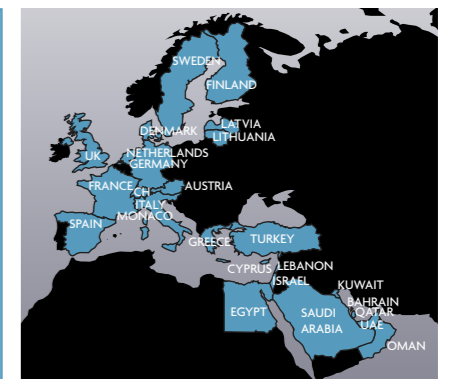 SWEDEN
FINLAND
DENMARK
LATVIA
LITHUANIA
UK
NETHERLANDS
GERMANY
FRANCE
CH
AUSTRIA
ITALY
MONACO
SPAIN
GREECE
TURKEY
CYPRUS
LEBANON
ISRAEL
KUWAIT
BAHRAIN
QATAR
EGYPT
SAUDI
ARABIA
UAE
OMAN